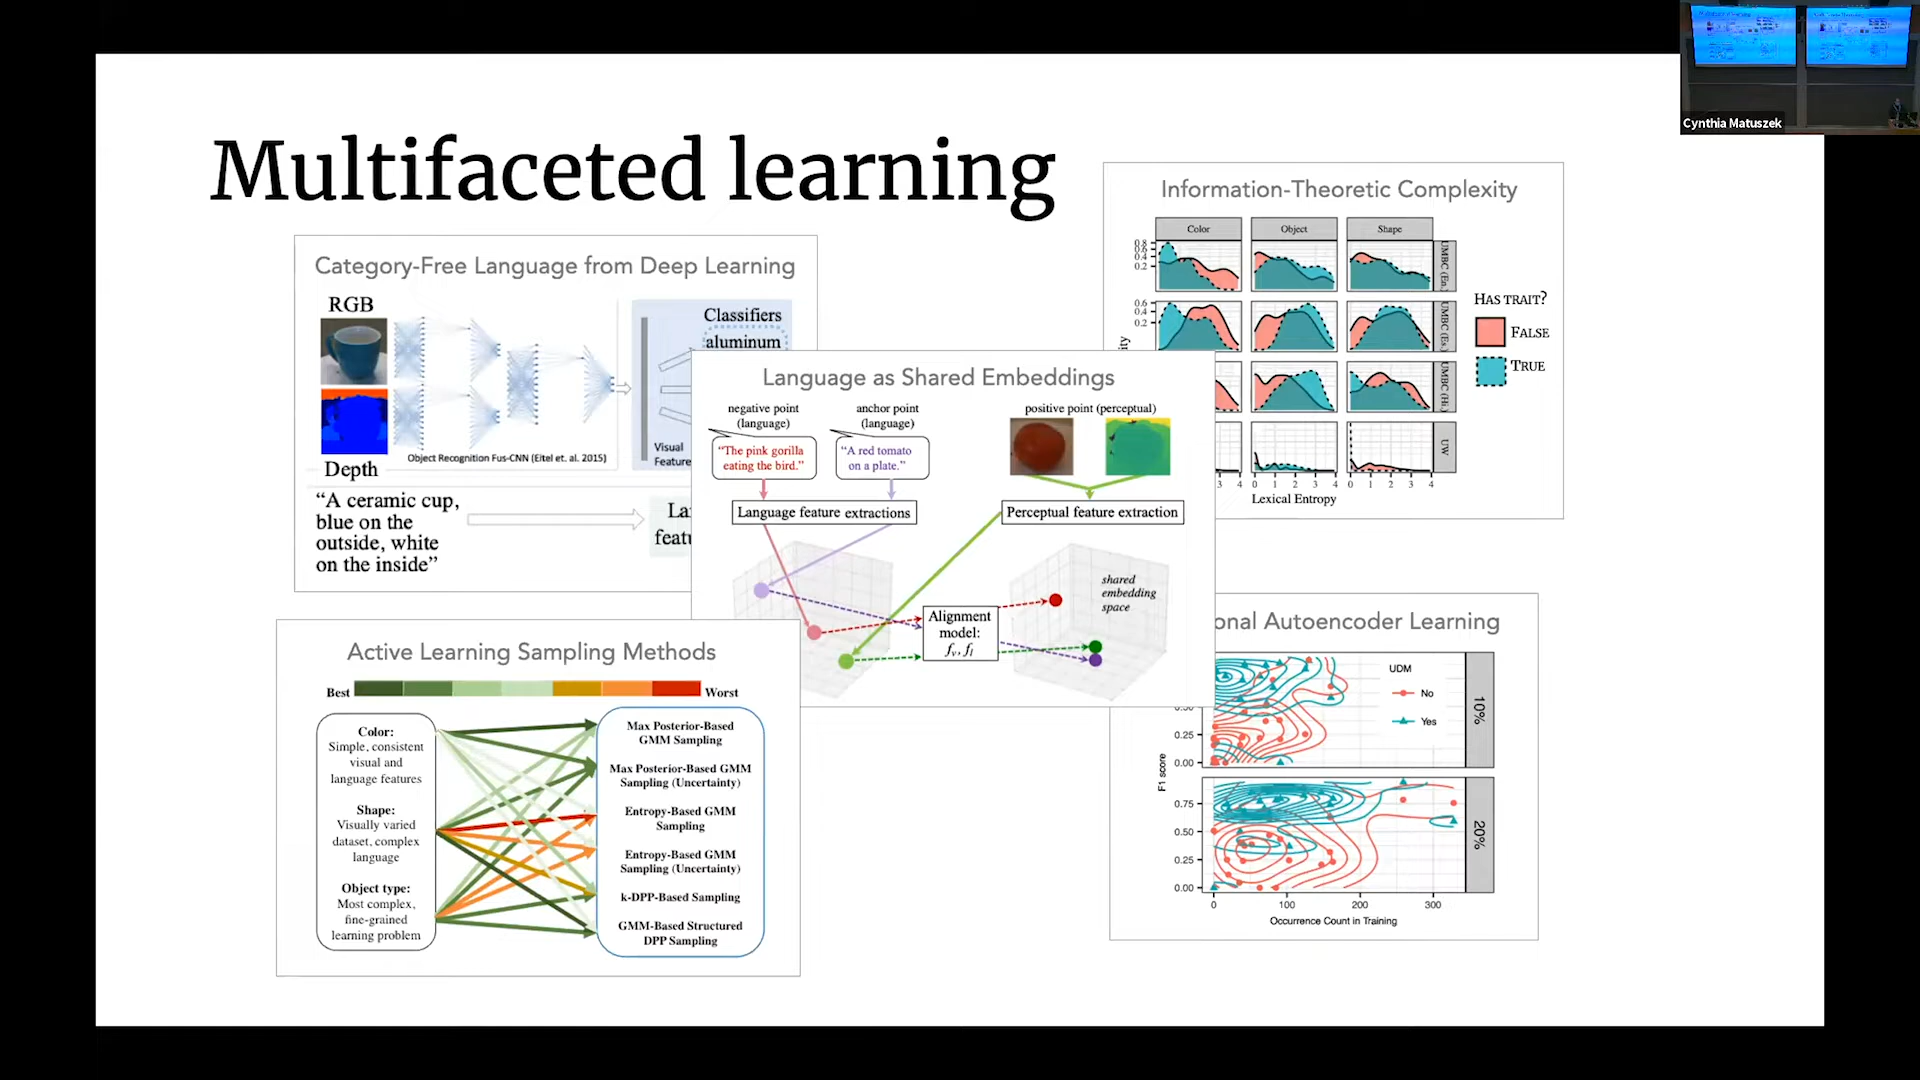 Cynthia Matuszek
Multifaceted learning
Category-Free Language from Deep Learning
RGB
Depth
Object Recognition Fus-CNN (Eitel et. al. 2015)
Classifiers
aluminum
Visual
Feature
“A ceramic cup,
blue on the
outside, white
on the inside”
La
feat
Information-Theoretic Complexity
Color
Object
Shape
0.8
0.6
0.4
0.2
UMBC (En.)
0.6
0.4
0.2
UMBC (Es.)
UMBC (Hi.)
UW
ity
3 4
0 1 2 3 4
0 1 2 3 4
Lexical Entropy
HAS TRAIT?
FALSE
TRUE
Language as Shared Embeddings
negative point
(language)
anchor point
(language)
positive point (perceptual)
“The pink gorilla
eating the bird.”
“A red tomato
on a plate.”
Language feature extractions
Perceptual feature extraction
shared
embedding
space
Alignment
model:
fv, fl
Active Learning Sampling Methods
Best
Worst
Color:
Simple, consistent
visual and
language features
Shape:
Visually varied
dataset, complex
language
Object type:
Most complex,
fine-grained
learning problem
Max Posterior-Based
GMM Sampling
Max Posterior-Based GMM
Sampling (Uncertainty)
Entropy-Based GMM
Sampling
Entropy-Based GMM
Sampling (Uncertainty)
k-DPP-Based Sampling
GMM-Based Structured
DPP Sampling
onal Autoencoder Learning
UDM
No
Yes
10%
0.50
0.25
0.00
F1 score
20%
0.75
0.50
0.25
0.00
0 100 200 300
Occurrence Count in Training